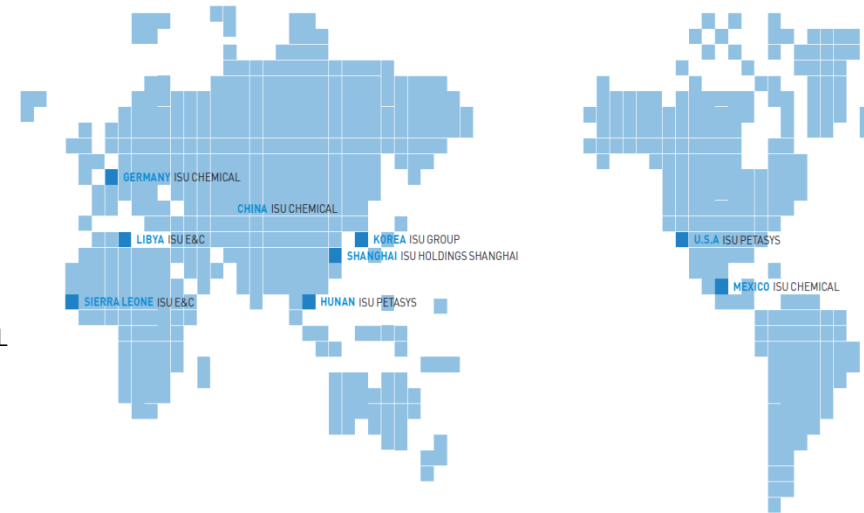 GERMANY ISU CHEMICAL
CHINA ISU CHEMICAL
LIBYA ISU E&C
KOREA ISU GROUP
U.S.A ISU PETASYS
SHANGHAI ISU HOLDINGS SHANGHAI
MEXICO ISU CHEMICAL
SIERRA LEONE ISU E&C
HUNAN ISU PETASYS
L